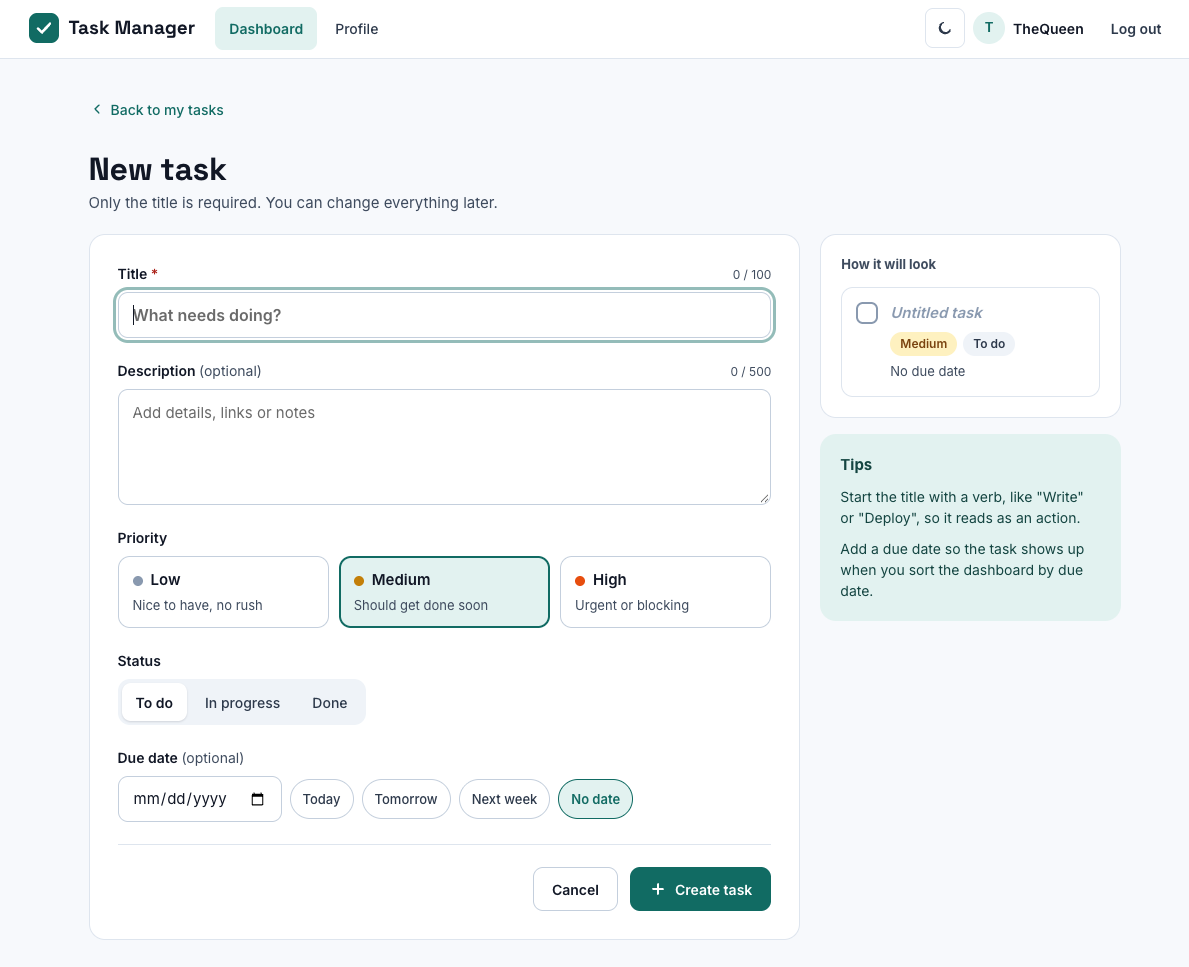 Task Manager
Dashboard
Profile
T
TheQueen
Log out
Back to my tasks
New task
Only the title is required. You can change everything later.
Title *
0 / 100
What needs doing?
Description (optional)
0 / 500
Add details, links or notes
Priority
Low
Nice to have, no rush
Medium
Should get done soon
High
Urgent or blocking
Status
To do
In progress
Done
Due date (optional)
mm/dd/yyyy
Today
Tomorrow
Next week
No date
Cancel
Create task
How it will look
Untitled task
Medium
To do
No due date
Tips
Start the title with a verb, like "Write"
or "Deploy", so it reads as an action.
Add a due date so the task shows up
when you sort the dashboard by due
date.